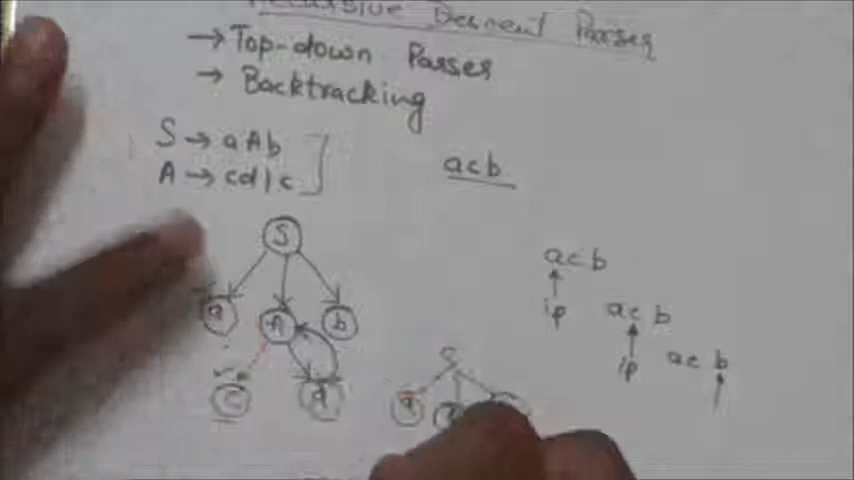 Recursive Descent Parser
→ Top-down Parser
→ Backtracking
S → aAb
A → cd|c
acb
S
a A b
c d
acb
ip
acb
ip
acb
S
a